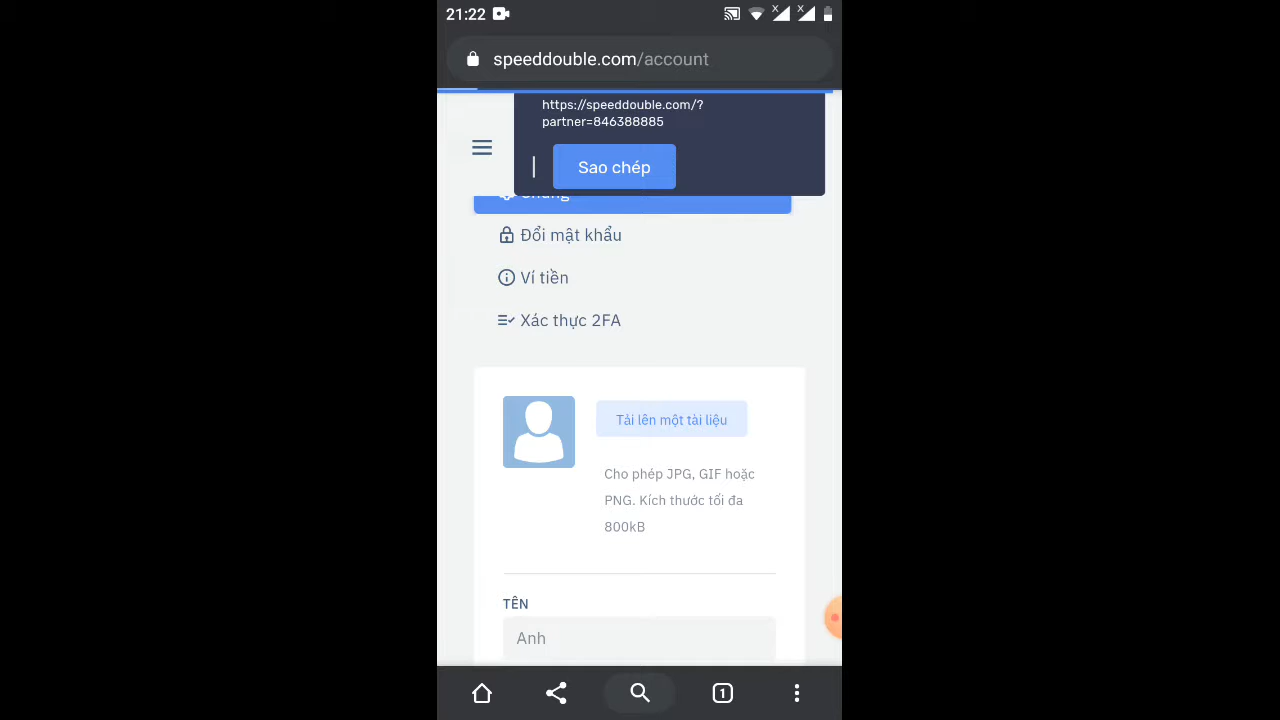 21:22
speeddouble.com/account
https://speeddouble.com/?
partner=846388885
Sao chép
Chung
Đổi mật khẩu
Ví tiền
Xác thực 2FA
Tải lên một tài liệu
Cho phép JPG, GIF hoặc
PNG. Kích thước tối đa
800kB
TÊN
Anh
1